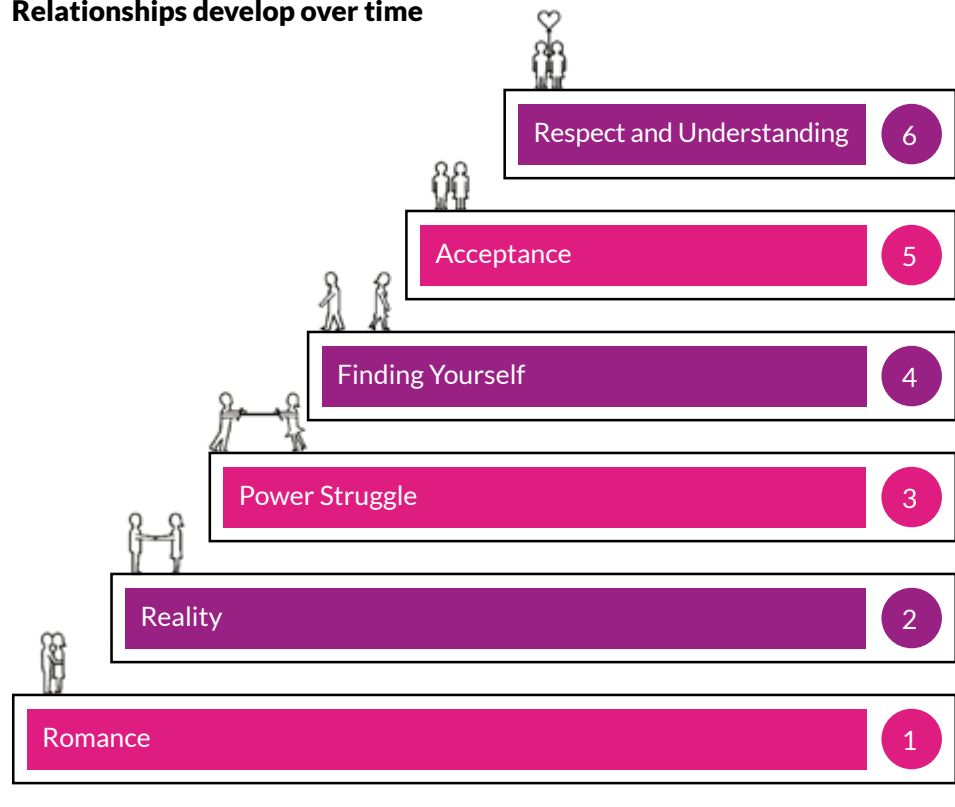 Relationships develop over time
Respect and Understanding 6
Acceptance 5
Finding Yourself 4
Power Struggle 3
Reality 2
Romance 1